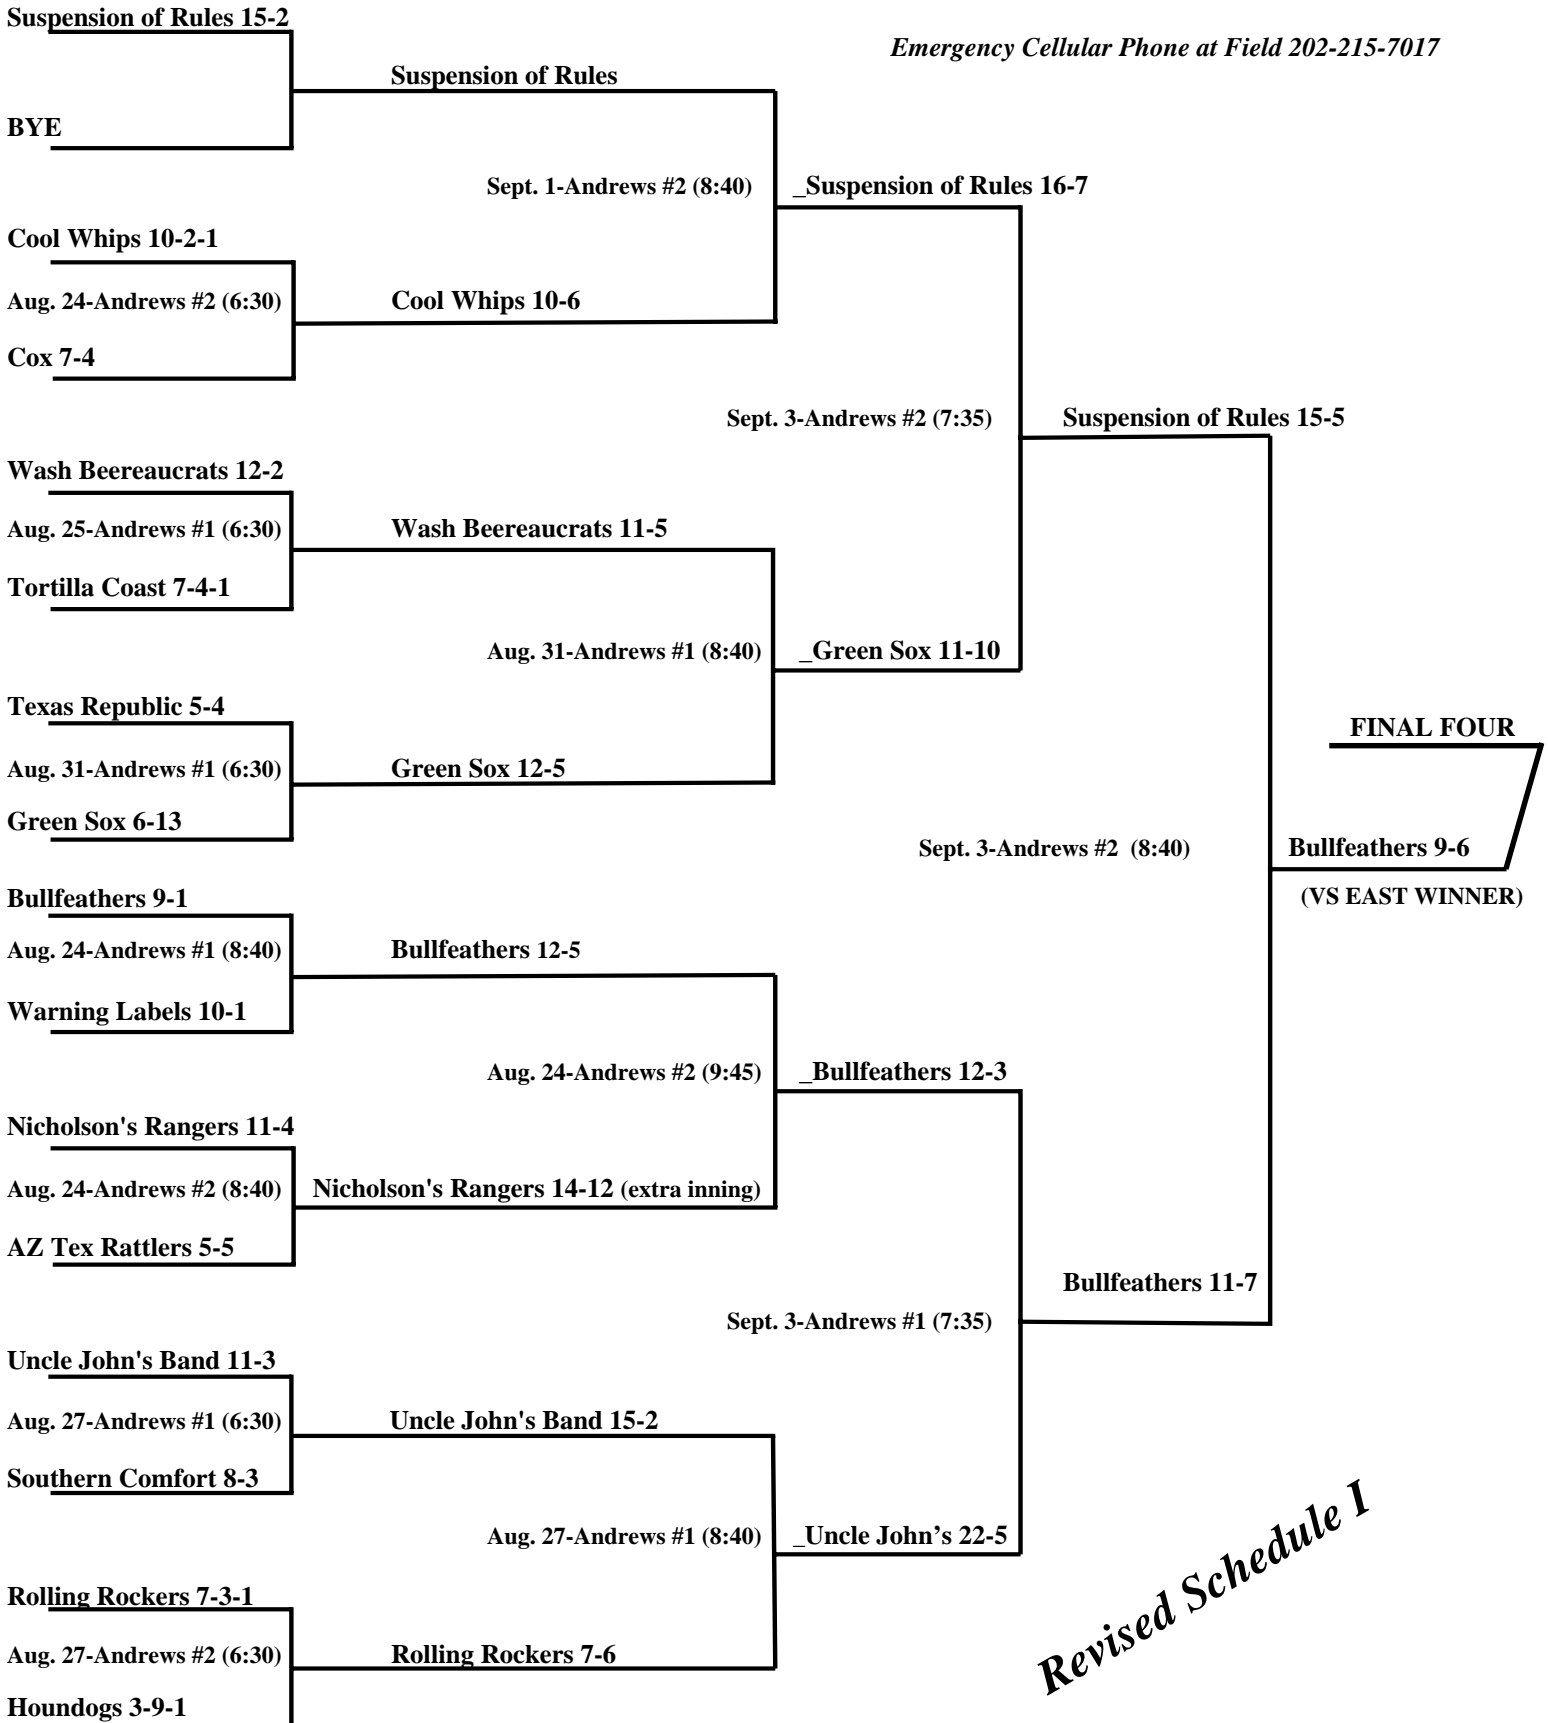 Suspension of Rules 15-2
Emergency Cellular Phone at Field 202-215-7017
Suspension of Rules
BYE
Sept. 1-Andrews #2 (8:40)
_Suspension of Rules 16-7
Cool Whips 10-2-1
Aug. 24-Andrews #2 (6:30)
Cool Whips 10-6
Cox 7-4
Sept. 3-Andrews #2 (7:35)
Suspension of Rules 15-5
Wash Beereaucrats 12-2
Aug. 25-Andrews #1 (6:30)
Wash Beereaucrats 11-5
Tortilla Coast 7-4-1
Aug. 31-Andrews #1 (8:40)
_Green Sox 11-10
Texas Republic 5-4
FINAL FOUR
Aug. 31-Andrews #1 (6:30)
Green Sox 12-5
Green Sox 6-13
Sept. 3-Andrews #2 (8:40)
Bullfeathers 9-6
(VS EAST WINNER)
Bullfeathers 9-1
Aug. 24-Andrews #1 (8:40)
Bullfeathers 12-5
Warning Labels 10-1
Aug. 24-Andrews #2 (9:45)
_Bullfeathers 12-3
Nicholson's Rangers 11-4
Aug. 24-Andrews #2 (8:40)
Nicholson's Rangers 14-12 (extra inning)
AZ Tex Rattlers 5-5
Bullfeathers 11-7
Sept. 3-Andrews #1 (7:35)
Uncle John's Band 11-3
Aug. 27-Andrews #1 (6:30)
Uncle John's Band 15-2
Southern Comfort 8-3
Aug. 27-Andrews #1 (8:40)
_Uncle John’s 22-5
Rolling Rockers 7-3-1
Aug. 27-Andrews #2 (6:30)
Rolling Rockers 7-6
Houndogs 3-9-1
Revised Schedule I